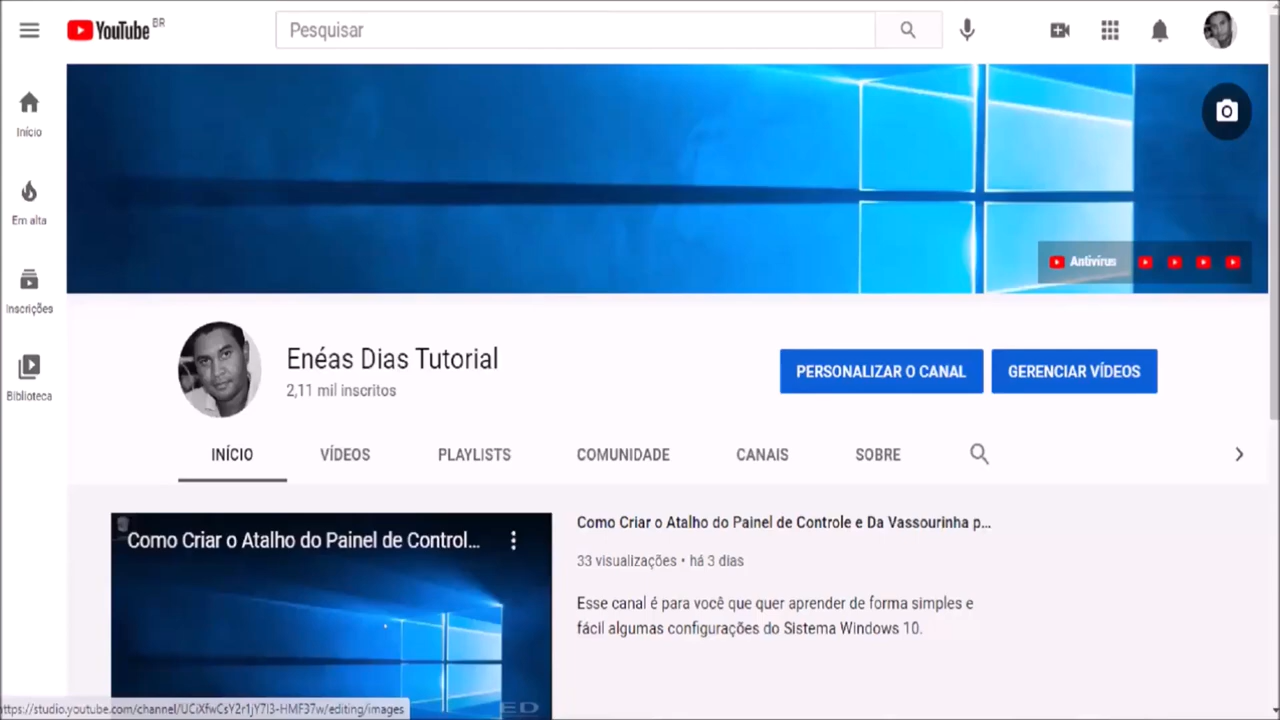 YouTube BR
Pesquisar
Início
Em alta
Inscrições
Biblioteca
Antivírus
Enéas Dias Tutorial
2,11 mil inscritos
PERSONALIZAR O CANAL
GERENCIAR VÍDEOS
INÍCIO
VÍDEOS
PLAYLISTS
COMUNIDADE
CANAIS
SOBRE
Como Criar o Atalho do Painel de Control...
Como Criar o Atalho do Painel de Controle e Da Vassourinha p...
33 visualizações • há 3 dias
Esse canal é para você que quer aprender de forma simples e
fácil algumas configurações do Sistema Windows 10.
https://studio.youtube.com/channel/UCiXfwCsY2r1jY7I3-HMF37w/editing/images
ED